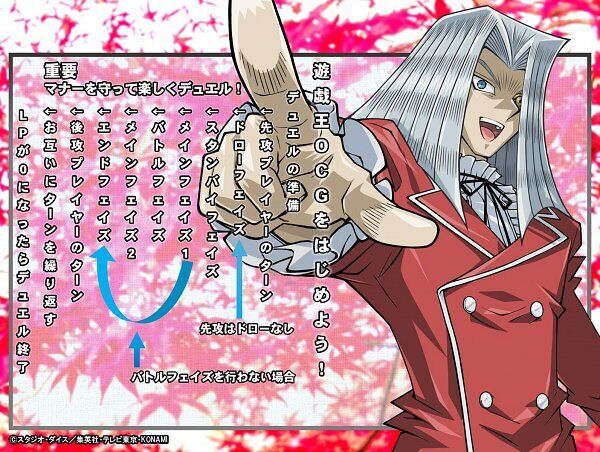 遊戯王OCGをはじめよう!
デュエルの準備
←先攻プレイヤーのターン
ドローフェイズ
←スタンバイフェイズ
←メインフェイズ1
←バトルフェイズ
←メインフェイズ2
←エンドフェイズ
←後攻プレイヤーのターン
←お互いにターンを繰り返す
LPが0になったらデュエル終了
重要
マナーを守って楽しくデュエル!
先攻はドローなし
バトルフェイズを行わない場合
©スタジオ・ダイス/集英社・テレビ東京・KONAMI